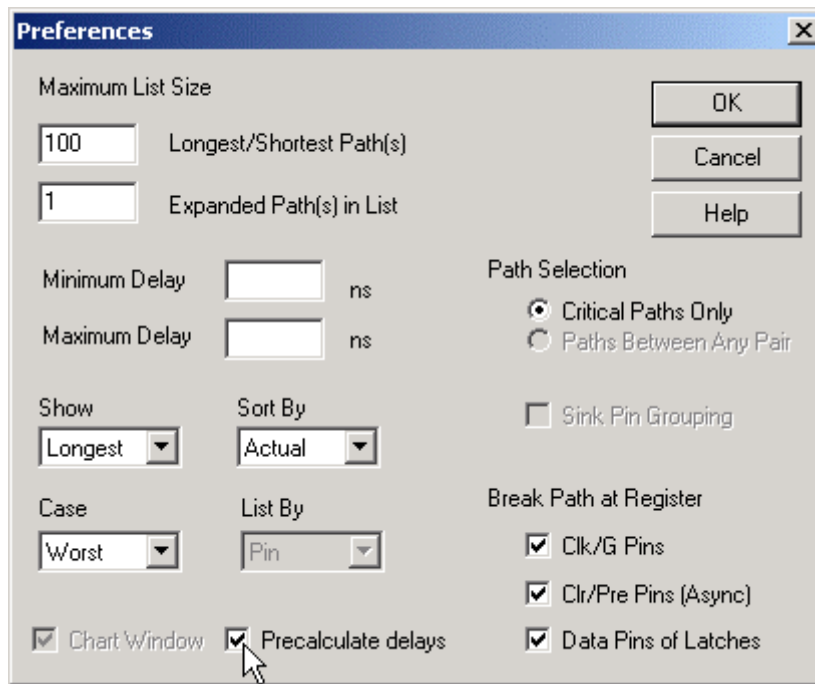 Preferences
Maximum List Size
OK
100 Longest/Shortest Path(s)
Cancel
1 Expanded Path(s) in List
Help
Minimum Delay ns
Path Selection
Critical Paths Only
Maximum Delay ns
Paths Between Any Pair
Show Sort By
Sink Pin Grouping
Longest Actual
Case List By
Break Path at Register
Worst Pin
Clk/G Pins
Clr/Pre Pins (Async)
Chart Window Precalculate delays
Data Pins of Latches